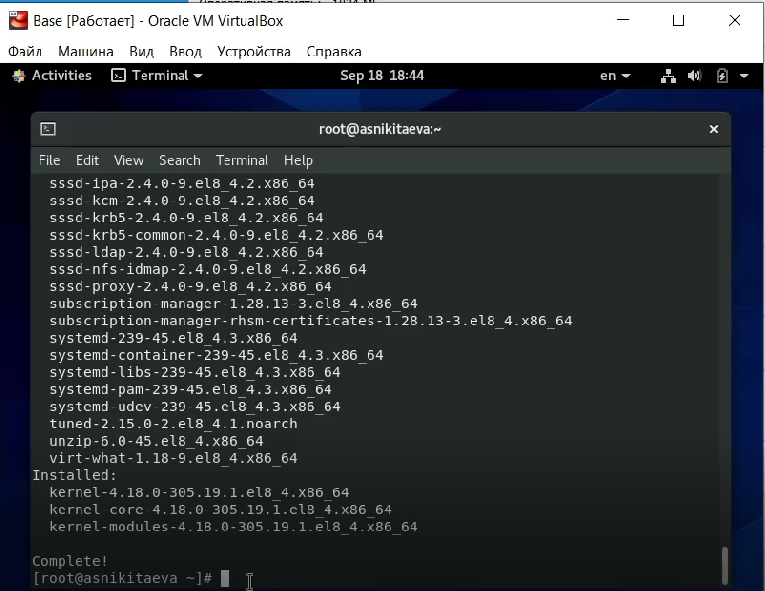 Base [Работает] - Oracle VM VirtualBox
Файл Машина Вид Ввод Устройства Справка
Activities Terminal Sep 18 18:44 en
root@asnikitaeva:~
File Edit View Search Terminal Help
sssd-ipa-2.4.0-9.el8_4.2.x86_64
sssd-kcm-2.4.0-9.el8_4.2.x86_64
sssd-krb5-2.4.0-9.el8_4.2.x86_64
sssd-krb5-common-2.4.0-9.el8_4.2.x86_64
sssd-ldap-2.4.0-9.el8_4.2.x86_64
sssd-nfs-idmap-2.4.0-9.el8_4.2.x86_64
sssd-proxy-2.4.0-9.el8_4.2.x86_64
subscription-manager-1.28.13-3.el8_4.x86_64
subscription-manager-rhsm-certificates-1.28.13-3.el8_4.x86_64
systemd-239-45.el8_4.3.x86_64
systemd-container-239-45.el8_4.3.x86_64
systemd-libs-239-45.el8_4.3.x86_64
systemd-pam-239-45.el8_4.3.x86_64
systemd-udev-239-45.el8_4.3.x86_64
tuned-2.15.0-2.el8_4.1.noarch
unzip-6.0-45.el8_4.x86_64
virt-what-1.18-9.el8_4.x86_64
Installed:
kernel-4.18.0-305.19.1.el8_4.x86_64
kernel-core-4.18.0-305.19.1.el8_4.x86_64
kernel-modules-4.18.0-305.19.1.el8_4.x86_64
Complete!
[root@asnikitaeva ~]#